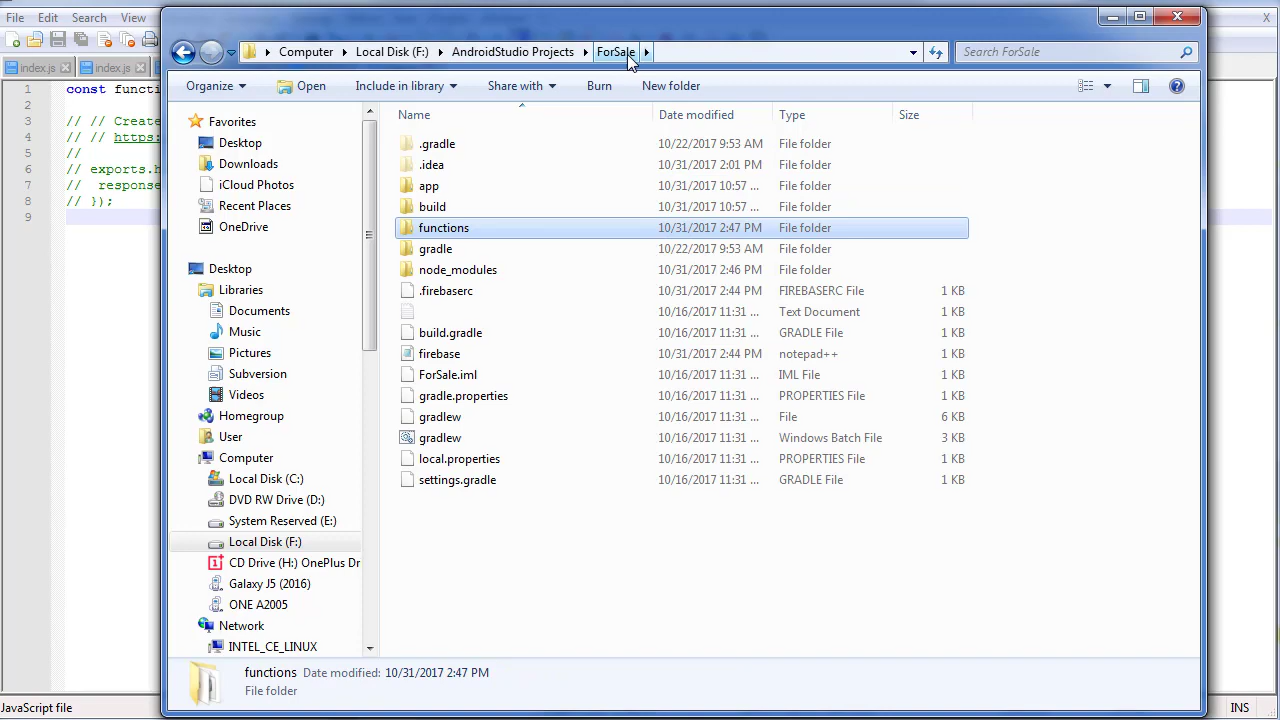 File Edit Search
X
index.js index.js
1 const functi
2
3 // // Create
4 // // https:
5 //
6 // exports.h
7 // response
8 // });
9
JavaScript file
INS
Computer Local Disk (F:) AndroidStudio Projects ForSale
Search ForSale
Organize Open Include in library Share with Burn New folder
Favorites
Desktop
Downloads
iCloud Photos
Recent Places
OneDrive
Desktop
Libraries
Documents
Music
Pictures
Subversion
Videos
Homegroup
User
Computer
Local Disk (C:)
DVD RW Drive (D:)
System Reserved (E:)
Local Disk (F:)
CD Drive (H:) OnePlus Dr
Galaxy J5 (2016)
ONE A2005
Network
INTEL_CE_LINUX
Name Date modified Type Size
.gradle 10/22/2017 9:53 AM File folder
.idea 10/31/2017 2:01 PM File folder
app 10/31/2017 10:57 ... File folder
build 10/31/2017 10:57 ... File folder
functions 10/31/2017 2:47 PM File folder
gradle 10/22/2017 9:53 AM File folder
node_modules 10/31/2017 2:46 PM File folder
.firebaserc 10/31/2017 2:44 PM FIREBASERC File 1 KB
10/16/2017 11:31 ... Text Document 1 KB
build.gradle 10/16/2017 11:31 ... GRADLE File 1 KB
firebase 10/31/2017 2:44 PM notepad++ 1 KB
ForSale.iml 10/16/2017 11:31 ... IML File 1 KB
gradle.properties 10/16/2017 11:31 ... PROPERTIES File 1 KB
gradlew 10/16/2017 11:31 ... File 6 KB
gradlew 10/16/2017 11:31 ... Windows Batch File 3 KB
local.properties 10/16/2017 11:31 ... PROPERTIES File 1 KB
settings.gradle 10/16/2017 11:31 ... GRADLE File 1 KB
functions Date modified: 10/31/2017 2:47 PM
File folder